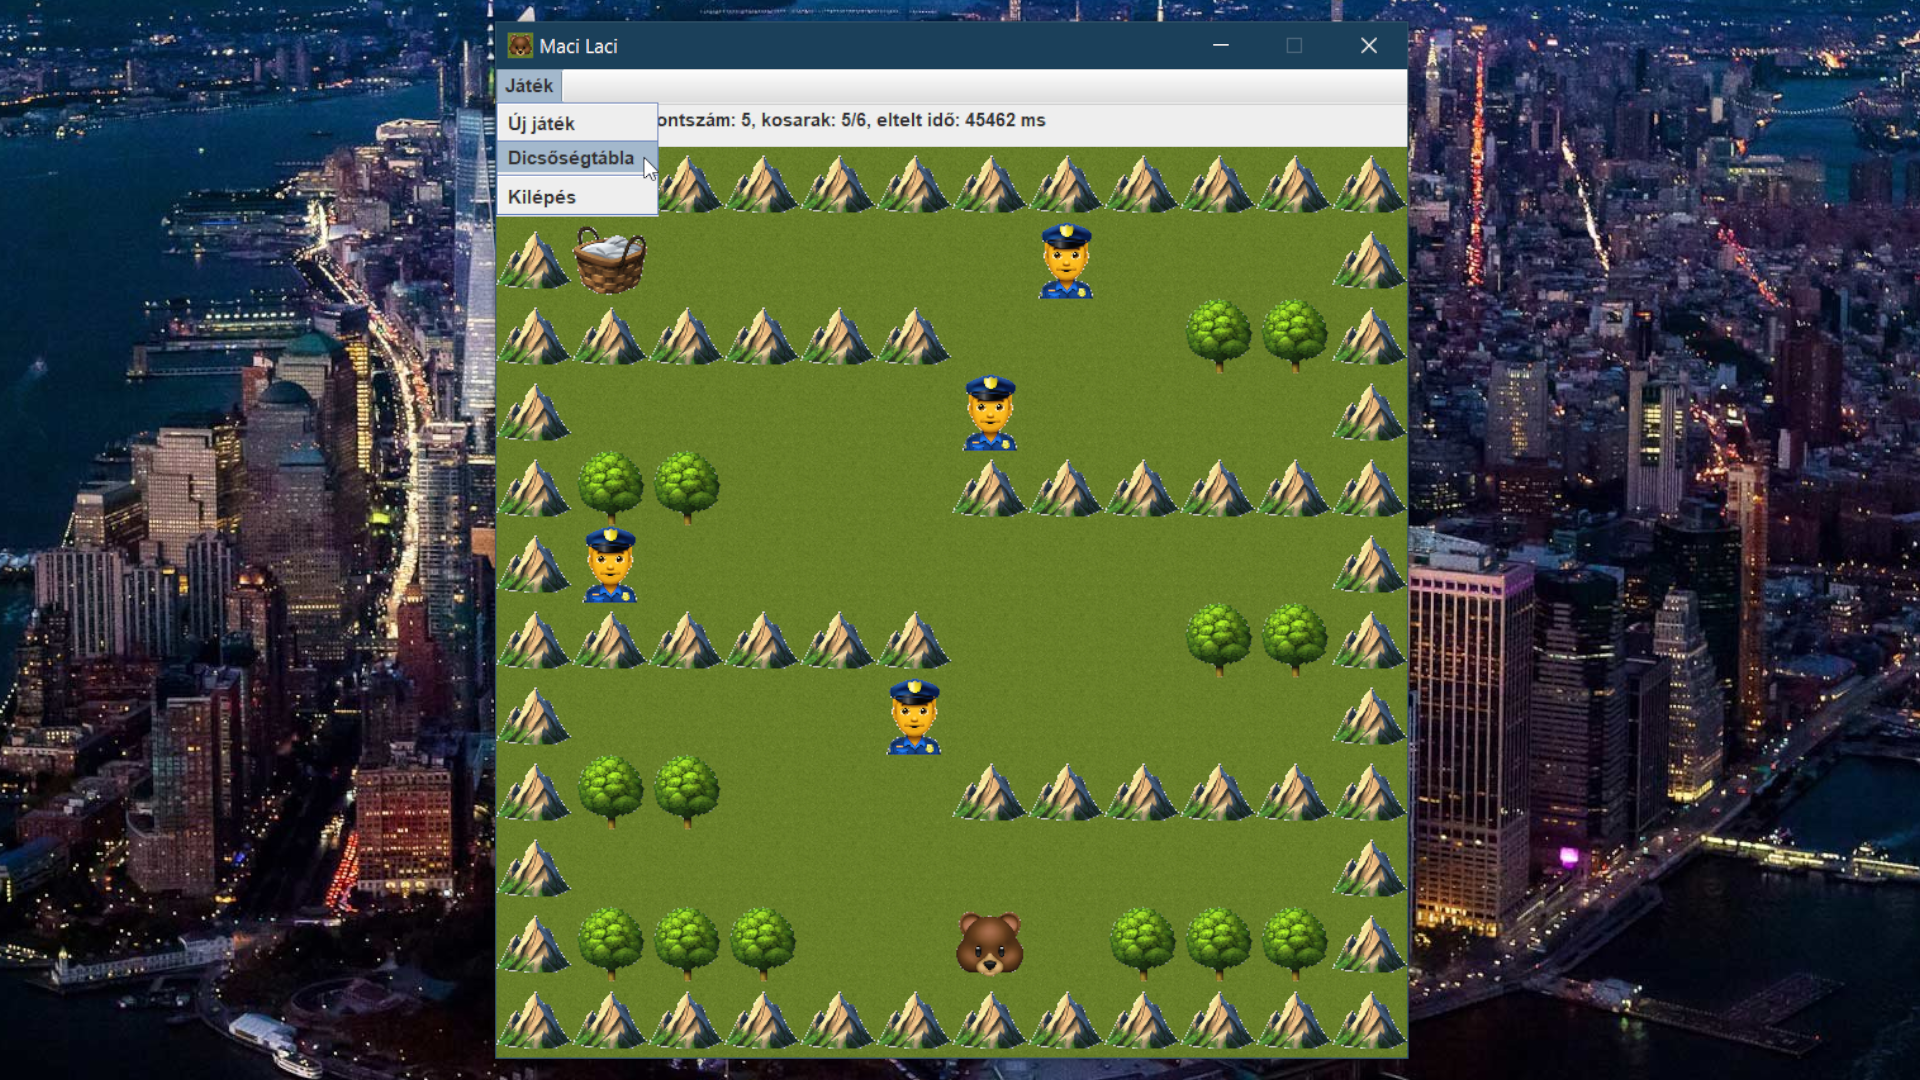 Maci Laci
Játék
Új játék
ontszám: 5, kosarak: 5/6, eltelt idő: 45462 ms
Dicsőségtábla
Kilépés